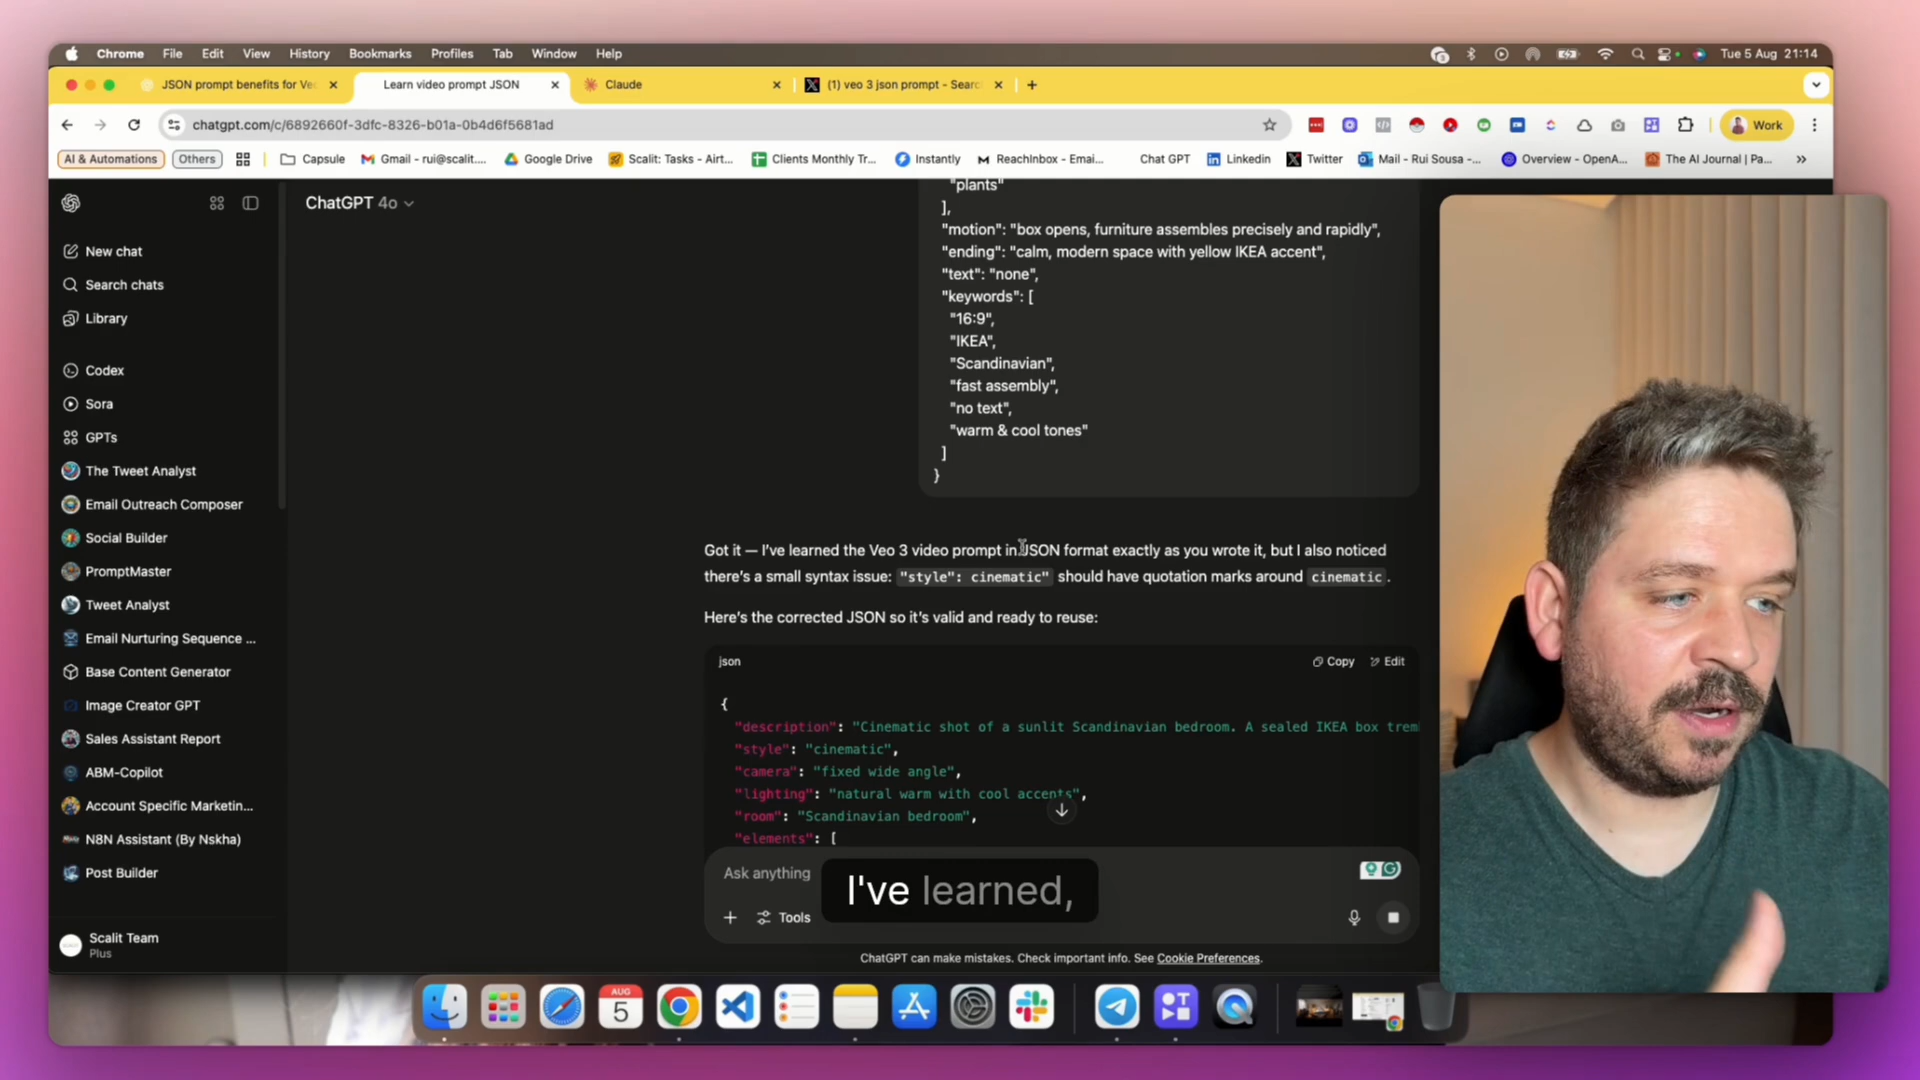 Chrome File Edit View History Bookmarks Profiles Tab Window Help
Tue 5 Aug 21:14
JSON prompt benefits for Ve
Learn video prompt JSON
Claude
(1) veo 3 json prompt - Searc
chatgpt.com/c/6892660f-3dfc-8326-b01a-0b4d6f5681ad
Work
AI & Automations
Others
Capsule
Gmail - rui@scalit....
Google Drive
Scalit: Tasks - Airt...
Clients Monthly Tr...
Instantly
ReachInbox - Emai...
Chat GPT
Linkedin
Twitter
Mail - Rui Sousa -...
Overview - OpenA...
The AI Journal | Pa...
ChatGPT 4o
New chat
Search chats
Library
Codex
Sora
GPTs
The Tweet Analyst
Email Outreach Composer
Social Builder
PromptMaster
Tweet Analyst
Email Nurturing Sequence ...
Base Content Generator
Image Creator GPT
Sales Assistant Report
ABM-Copilot
Account Specific Marketin...
N8N Assistant (By Nskha)
Post Builder
Scalit Team
Plus
"plants"
],
"motion": "box opens, furniture assembles precisely and rapidly",
"ending": "calm, modern space with yellow IKEA accent",
"text": "none",
"keywords": [
"16:9",
"IKEA",
"Scandinavian",
"fast assembly",
"no text",
"warm & cool tones"
]
}
Got it — I've learned the Veo 3 video prompt in JSON format exactly as you wrote it, but I also noticed
there's a small syntax issue: "style": cinematic" should have quotation marks around cinematic.
Here's the corrected JSON so it's valid and ready to reuse:
json
Copy
Edit
{
"description": "Cinematic shot of a sunlit Scandinavian bedroom. A sealed IKEA box trem
"style": "cinematic",
"camera": "fixed wide angle",
"lighting": "natural warm with cool accents",
"room": "Scandinavian bedroom",
"elements": [
Ask anything
I've learned,
Tools
ChatGPT can make mistakes. Check important info. See Cookie Preferences.
AUG
5